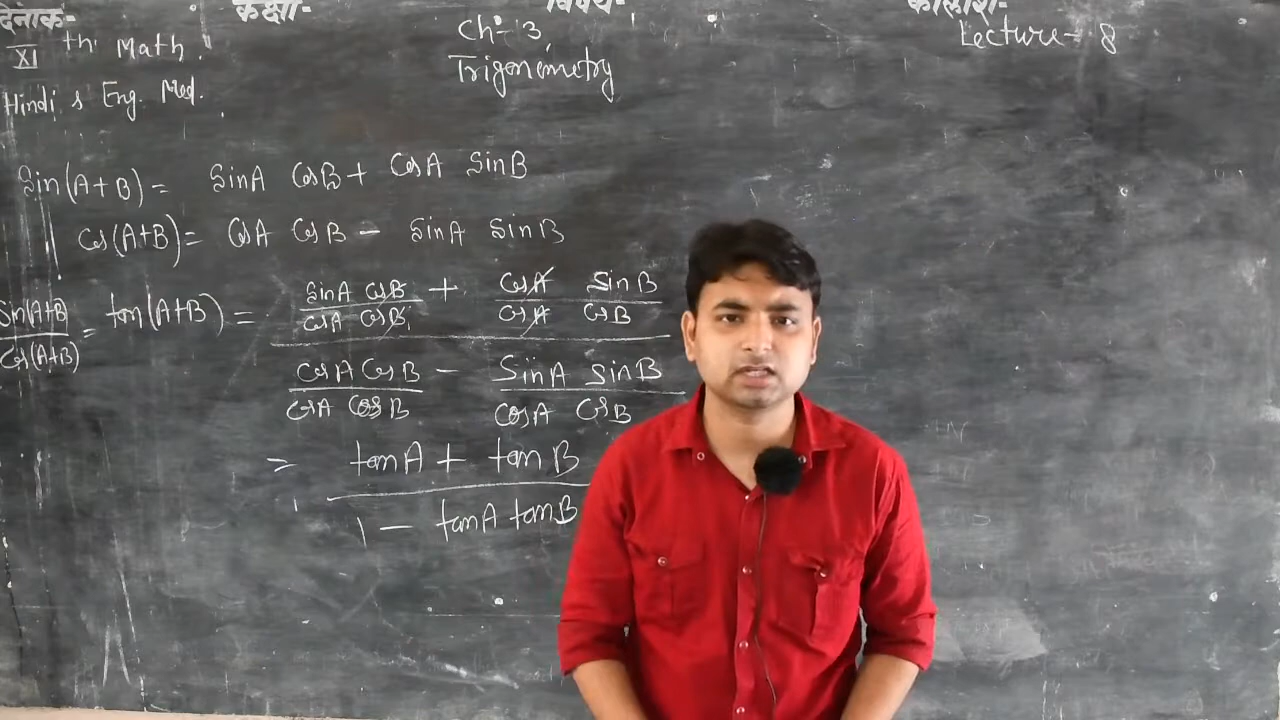 दिनांक- कक्षा- विषय- कालांश-
XI th Math Ch- 3 Lecture- 8
Trigonometry
Hindi & Eng. Med.
Sin(A+B) = SinA CosB + CosA SinB
Cos(A+B) = CosA CosB - SinA SinB
Sin(A+B)/Cos(A+B) = tan(A+B) = (SinA CosB/CosA CosB + CosA SinB/CosA CosB)/(CosA CosB/CosA CosB - SinA SinB/CosA CosB)
= (tanA + tanB)/(1 - tanA tanB)